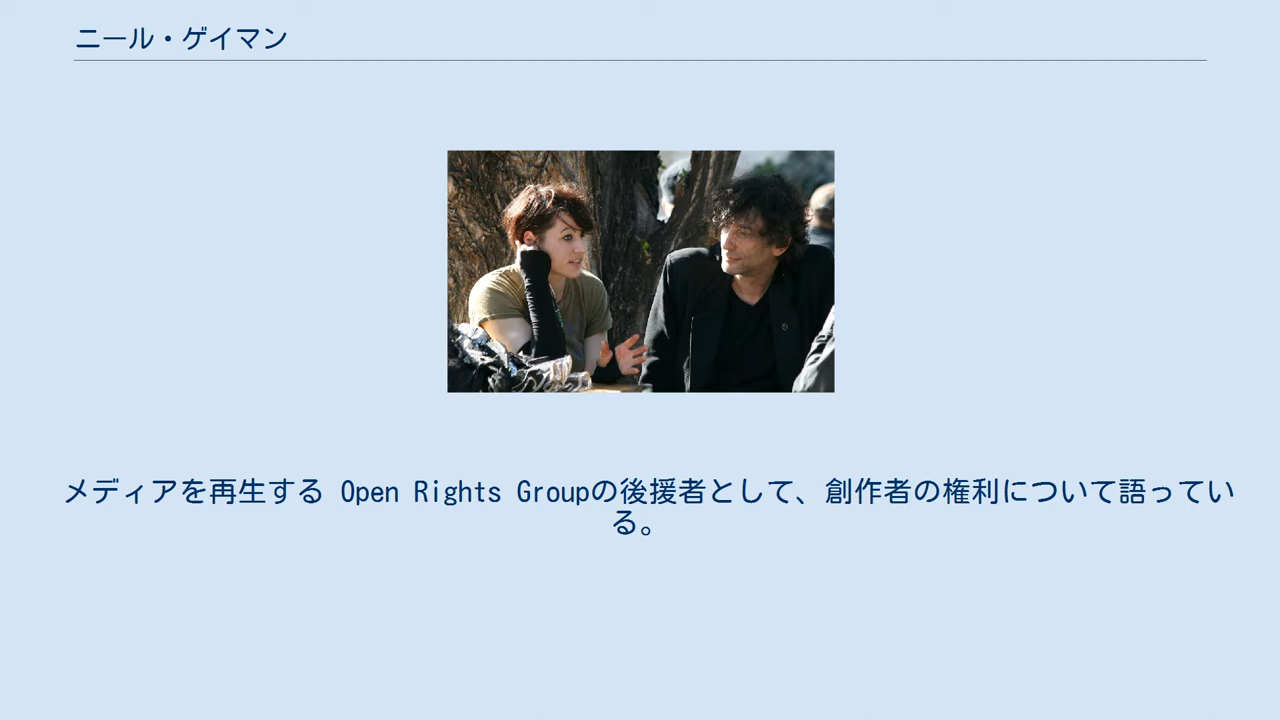 ニール・ゲイマン
メディアを再生する Open Rights Groupの後援者として、創作者の権利について語ってい
る。